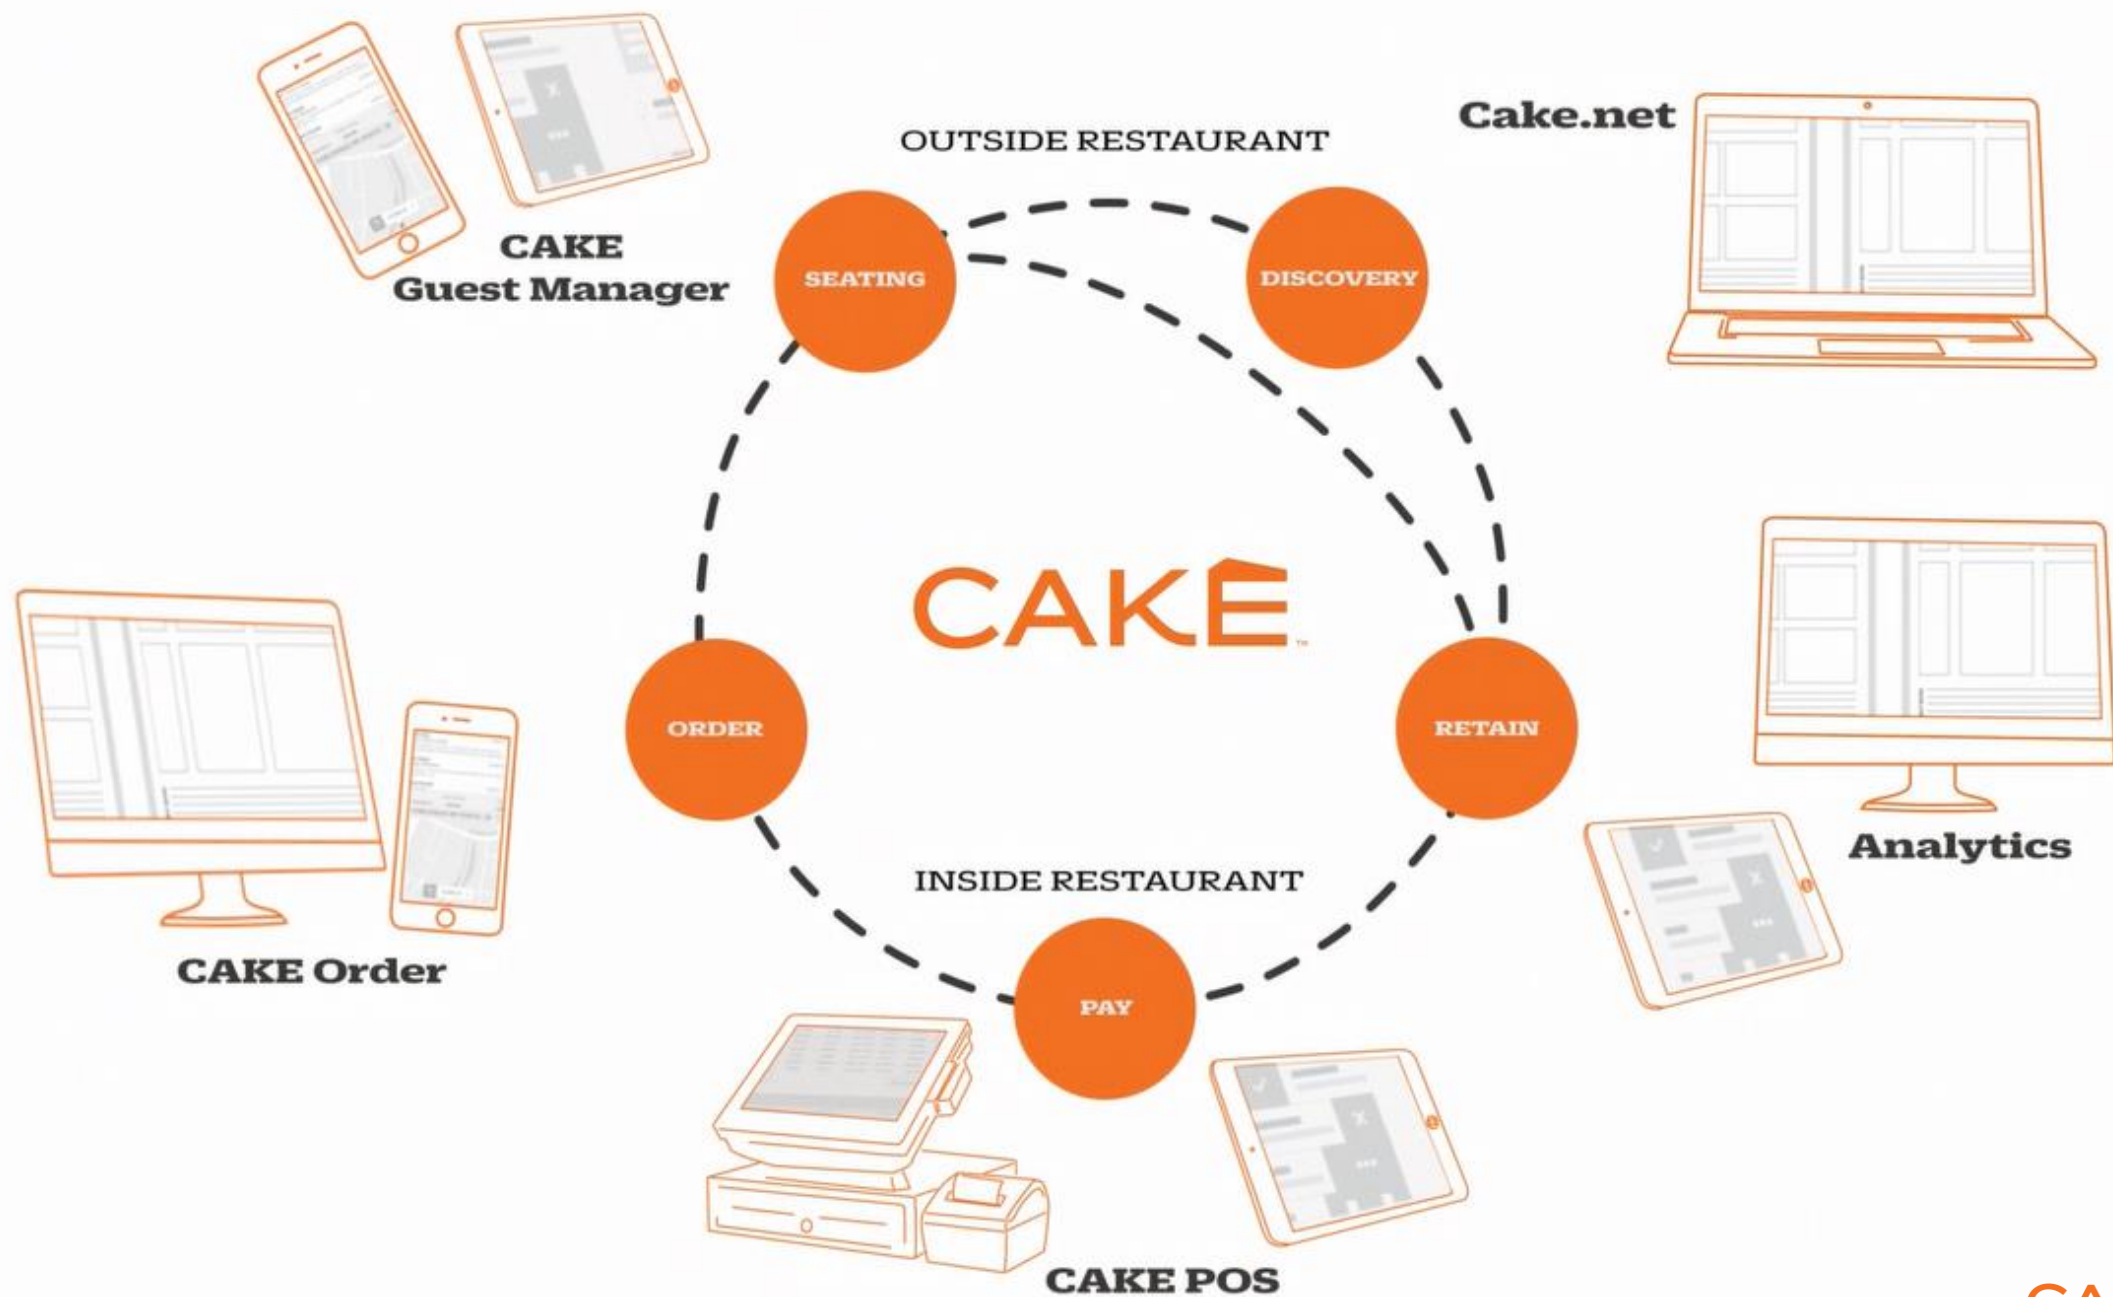 OUTSIDE RESTAURANT
Cake.net
CAKE
Guest Manager
SEATING
DISCOVERY
CAKE
TM
ORDER
RETAIN
Analytics
INSIDE RESTAURANT
CAKE Order
PAY
CAKE POS